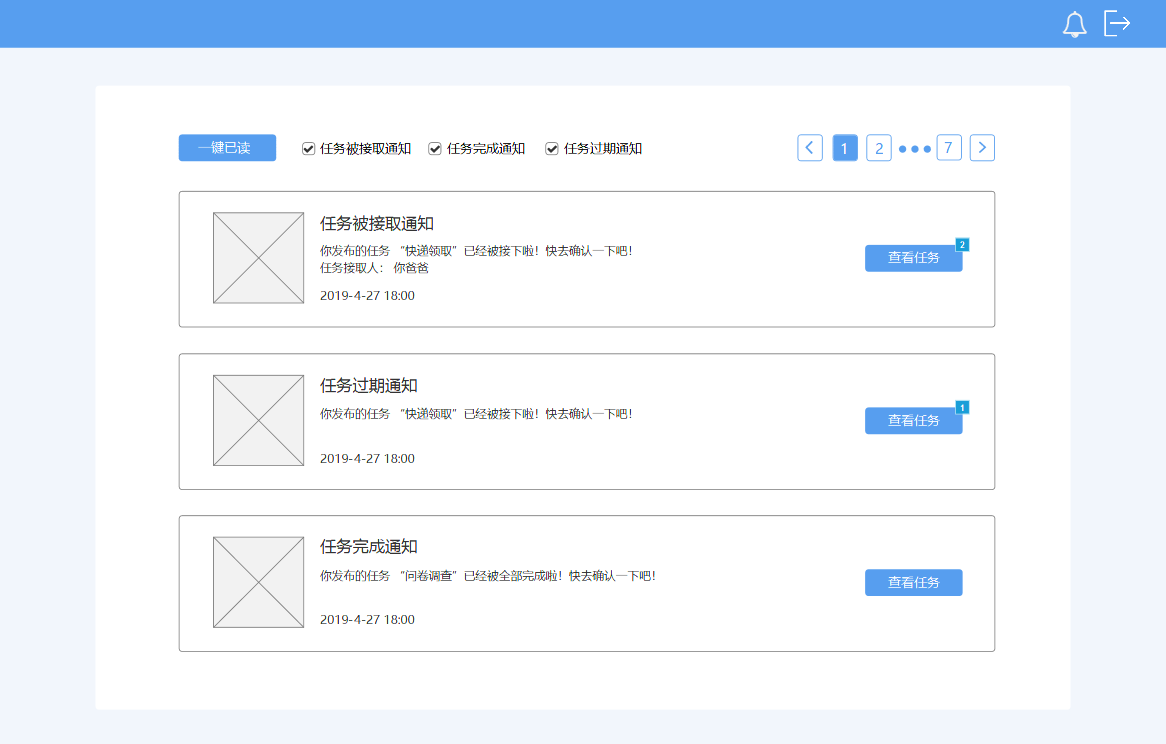 一键已读
任务被接取通知 任务完成通知 任务过期通知
1 2 7
任务被接取通知
你发布的任务 “快递领取”已经被接下啦！快去确认一下吧！
任务接取人： 你爸爸
2019-4-27 18:00
2
查看任务
任务过期通知
你发布的任务 “快递领取”已经被接下啦！快去确认一下吧！
2019-4-27 18:00
1
查看任务
任务完成通知
你发布的任务 “问卷调查”已经被全部完成啦！快去确认一下吧！
2019-4-27 18:00
查看任务